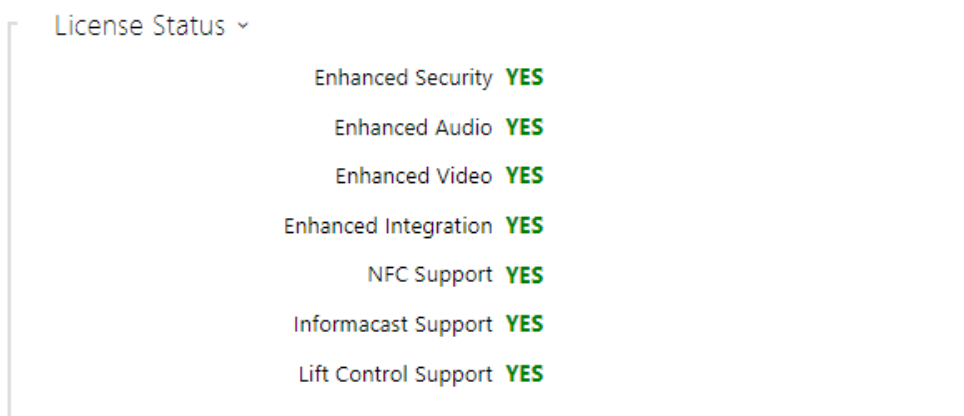 License Status
Enhanced Security YES
Enhanced Audio YES
Enhanced Video YES
Enhanced Integration YES
NFC Support YES
Informacast Support YES
Lift Control Support YES